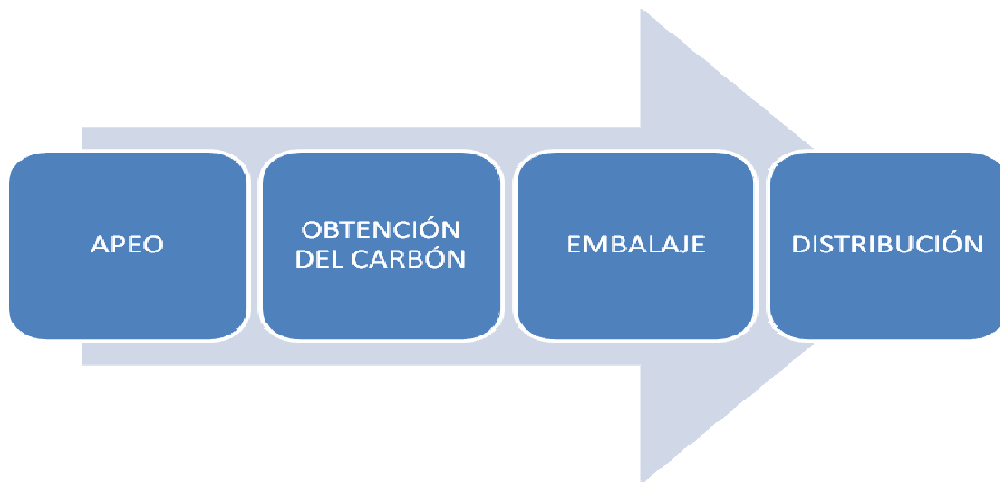 APEO
OBTENCIÓN
DEL CARBÓN
EMBALAJE
DISTRIBUCIÓN